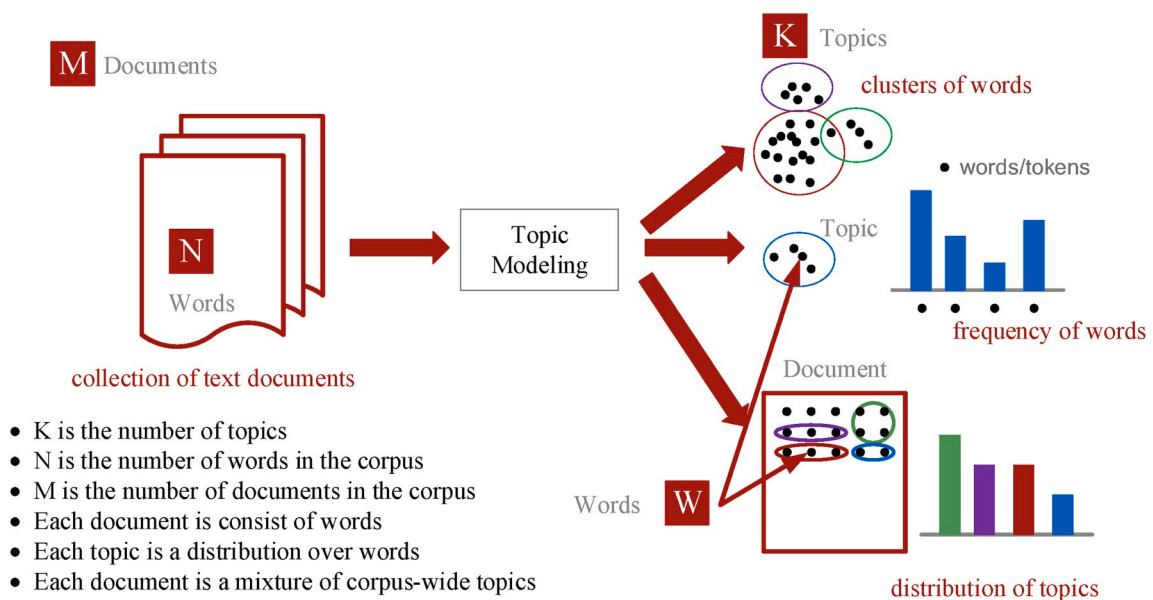 M Documents
N
Words
collection of text documents
Topic
Modeling
K Topics
clusters of words
words/tokens
Topic
frequency of words
Document
Words W
distribution of topics
• K is the number of topics
• N is the number of words in the corpus
• M is the number of documents in the corpus
• Each document is consist of words
• Each topic is a distribution over words
• Each document is a mixture of corpus-wide topics